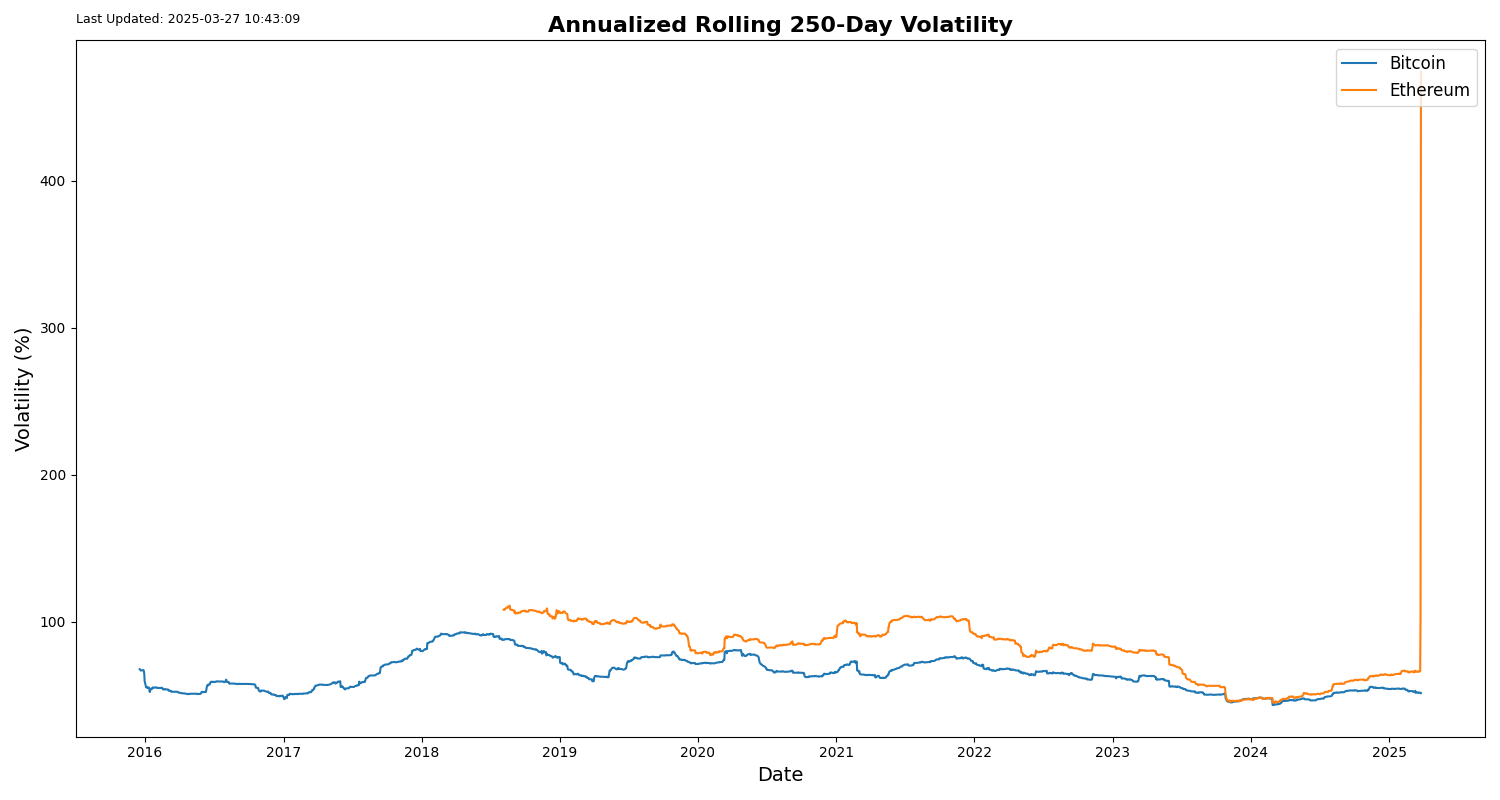 Last Updated: 2025-03-27 10:43:09
Annualized Rolling 250-Day Volatility
Bitcoin
Ethereum
Volatility (%)
400
300
200
100
2016 2017 2018 2019 2020 2021 2022 2023 2024 2025
Date